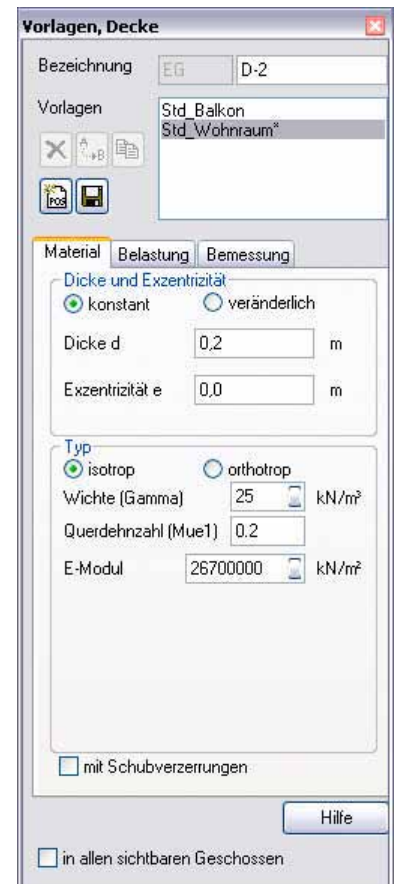 Vorlagen, Decke
Bezeichnung EG D-2
Vorlagen
Std_Balkon
Std_Wohnraum*
A B
POS
Material Belastung Bemessung
Dicke und Exzentrizität
konstant veränderlich
Dicke d 0,2 m
Exzentrizität e 0,0 m
Typ
isotrop orthotrop
Wichte (Gamma) 25 kN/m³
Querdehnzahl (Mue1) 0.2
E-Modul 26700000 kN/m²
mit Schubverzerrungen
Hilfe
in allen sichtbaren Geschossen